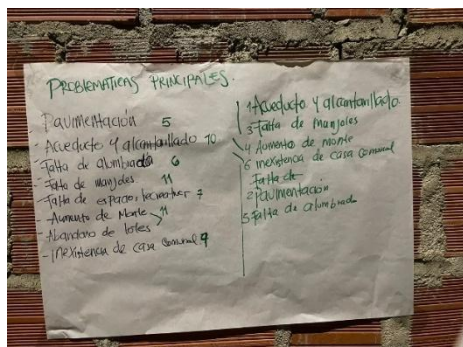 PROBLEMATICAS PRINCIPALES.
Pavimentación 5
- Acueducto y alcantarillado 10
- Falta de alumbrado 6
- Falta de manjoles 11
- Falta de espacios recreativos 7
- Aumento de Monte 11
- Abandono de lotes
- Inexistencia de casa comunal 9
1 Acueducto y alcantarillado
3 Falta de manjoles
4 Aumento de monte
6 inexistencia de casa comunal
Falta de
2 Pavimentación
5 Falta de alumbrado